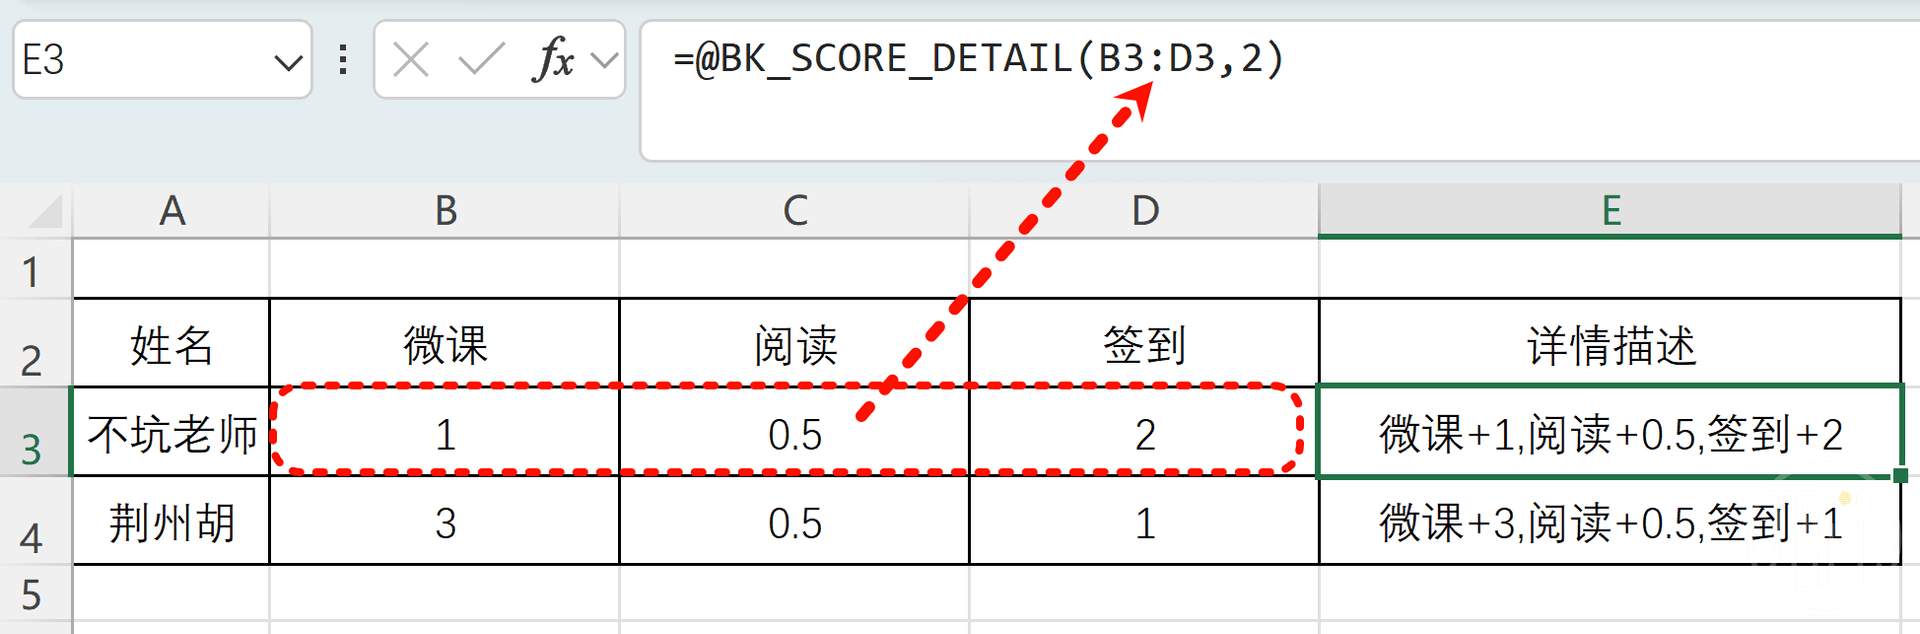 E3
fx
=@BK_SCORE_DETAIL(B3:D3,2)
A B C D E
1
2 姓名 微课 阅读 签到 详情描述
3 不坑老师 1 0.5 2 微课+1,阅读+0.5,签到+2
4 荆州胡 3 0.5 1 微课+3,阅读+0.5,签到+1
5